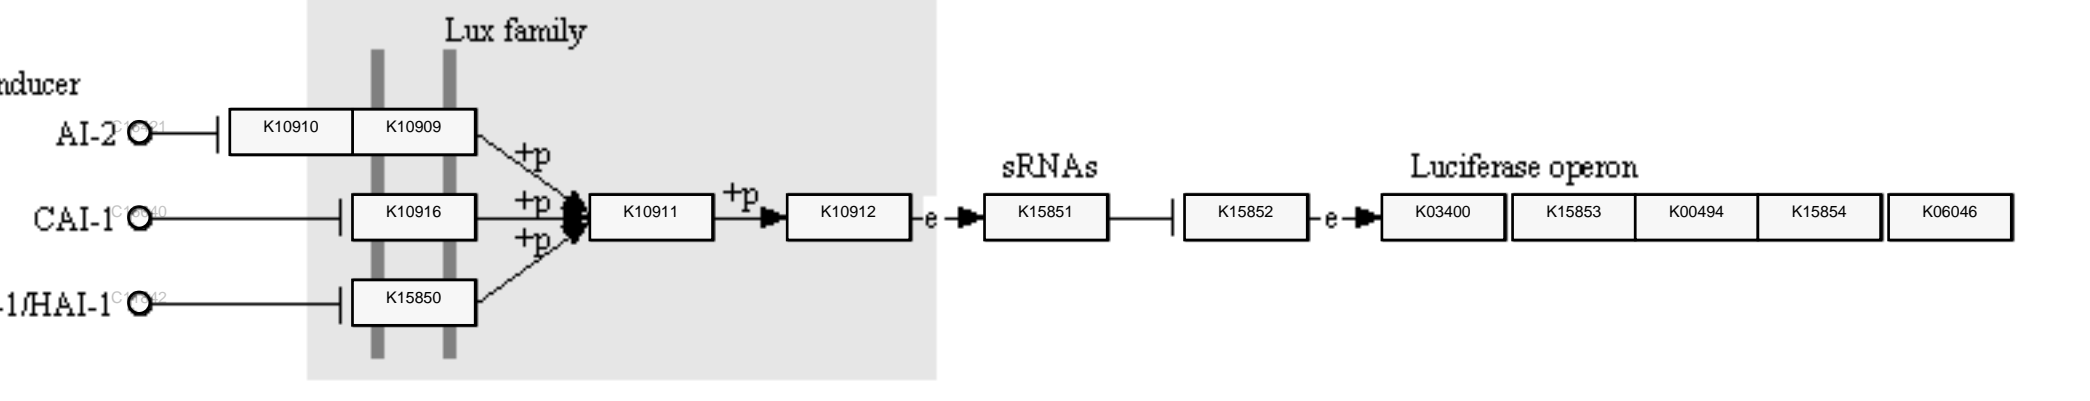 Lux family
nducer
AI-2
K10910
K10909
+p
sRNAs
Luciferase operon
CAI-1
K10916
+p
K10911
+p
K10912
e
K15851
K15852
e
K03400
K15853
K00494
K15854
K06046
+p
-1/HAI-1
K15850